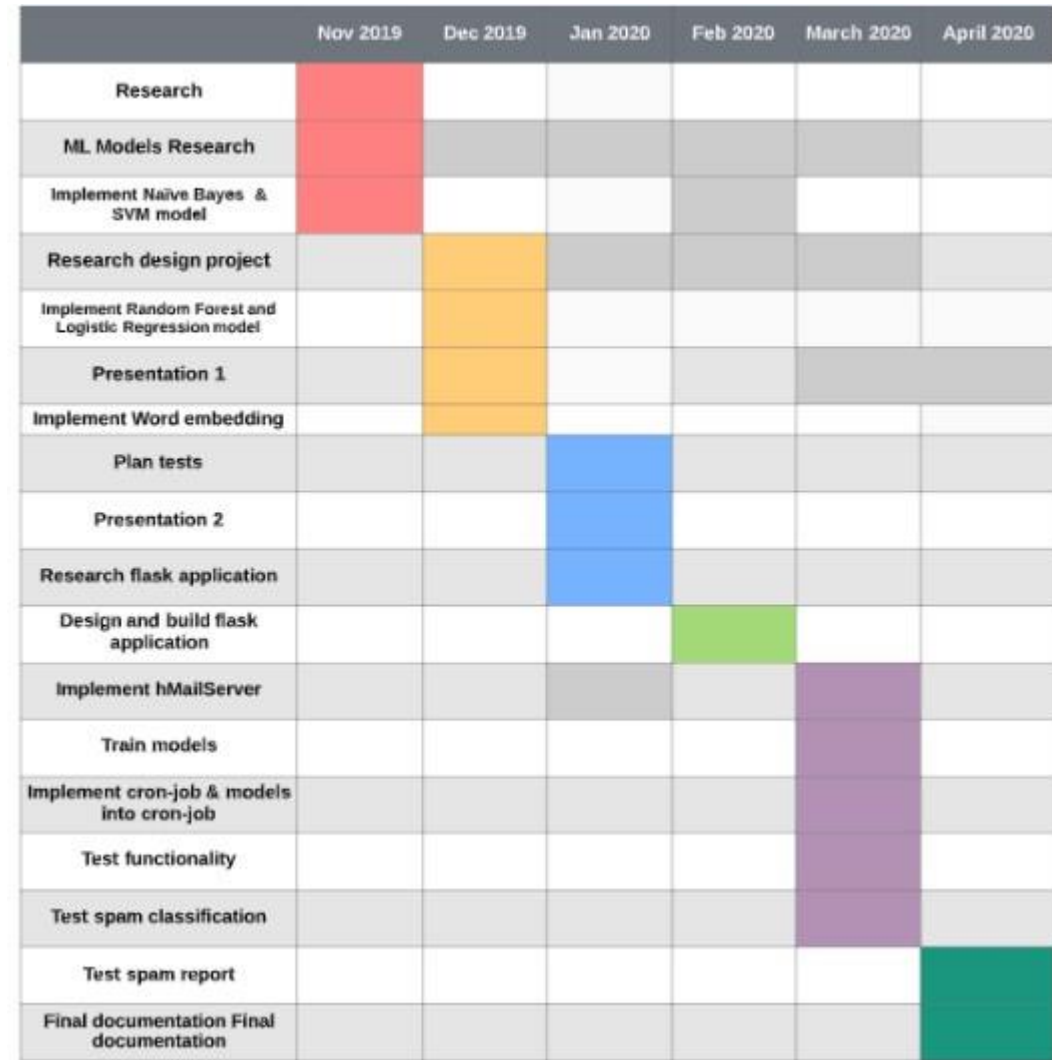 Nov 2019 Dec 2019 Jan 2020 Feb 2020 March 2020 April 2020
Research
ML Models Research
Implement Naïve Bayes &
SVM model
Research design project
Implement Random Forest and
Logistic Regression model
Presentation 1
Implement Word embedding
Plan tests
Presentation 2
Research flask application
Design and build flask
application
Implement hMailServer
Train models
Implement cron-job & models
into cron-job
Test functionality
Test spam classification
Test spam report
Final documentation Final
documentation